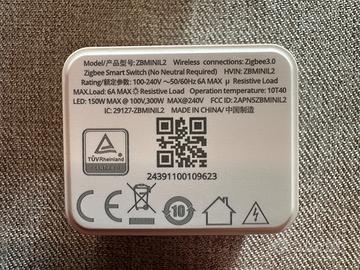 Model/产品型号: ZBMINIL2 Wireless connections: Zigbee3.0
Zigbee Smart Switch (No Neutral Required) HVIN: ZBMINIL2
Rating/额定参数: 100-240V ～50/60Hz 6A MAX μ Resistive Load
MAX.Load: 6A MAX Resistive Load Operation temperature: 10T40
LED: 150W MAX @ 100V,300W MAX@240V FCC ID: 2APN5ZBMINIL2
IC: 29127-ZBMINIL2 MADE IN CHINA/ 中国制造
TÜVRheinland
CERTIFIED
24391100109623
CE
10